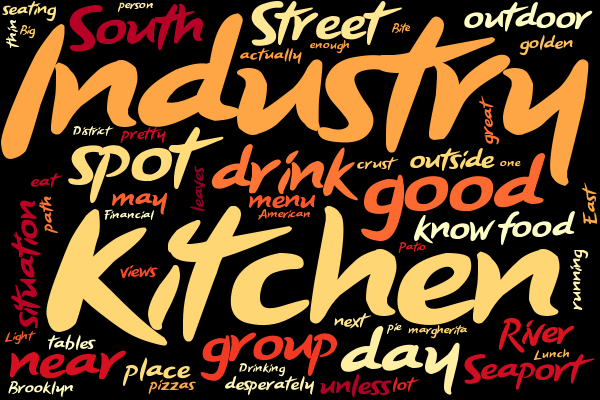 seating
person
thin
Big
South
Street
Bite
outdoor
actually
enough
golden
Industry
great
District
pretty
spot
drink
crust
outside
one
eat
may
leaves
menu
good
path
Financial
American
know food
East
situation
Kitchen
Patio
views
running
Light
tables
next
pie
margherita
River
near
place
group
day
Lunch
Seaport
Brooklyn
pizzas
Drinking
desperately
unless
lot